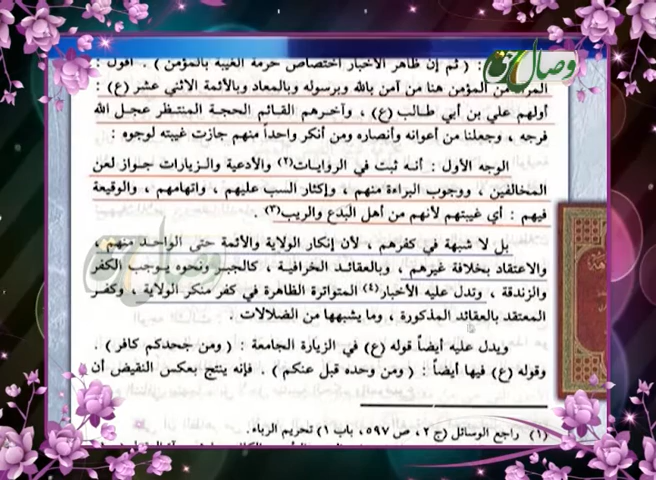 وصال حق
: ( ثم إن ظاهر الأخبار اختصاص حرمة الغيبة بالمؤمن ) . أقول :
من المؤمن هنا من آمن بالله وبرسوله وبالمعاد وبالأئمة الاثني عشر (ع) :
أولهم علي بن أبي طالب (ع) ، وآخرهم القائم الحجة المنتظر عجل الله
فرجه ، وجعلنا من أعوانه وأنصاره ومن أنكر واحداً منهم جازت غيبته لوجوه :
الوجه الأول : أنه ثبت في الروايات (٢) والأدعية والزيارات جواز لعن
المخالفين ، ووجوب البراءة منهم ، وإكثار السب عليهم ، واتهامهم ، والوقيعة
فيهم : أي غيبتهم لأنهم من أهل البدع والريب (٣) .
بل لا شبهة في كفرهم ، لأن إنكار الولاية والأئمة حتى الواحد منهم ،
والاعتقاد بخلافة غيرهم ، وبالعقائد الخرافية ، كالجبر ونحوه يوجب الكفر
والزندقة ، وتدل عليه الأخبار (٤) المتواترة الظاهرة في كفر منكر الولاية ، وكفر
المعتقد بالعقائد المذكورة ، وما يشبهها من الضلالات .
ويدل عليه أيضاً قوله (ع) في الزيارة الجامعة : ( ومن جحدكم كافر ) .
وقوله (ع) فيها أيضاً : ( ومن وحده قبل عنكم ) . فإنه ينتج بعكس النقيض أن
(١) راجع الوسائل (ج ٢ ، ص ٥٩٧ ، باب ١) تحريم الرياء .